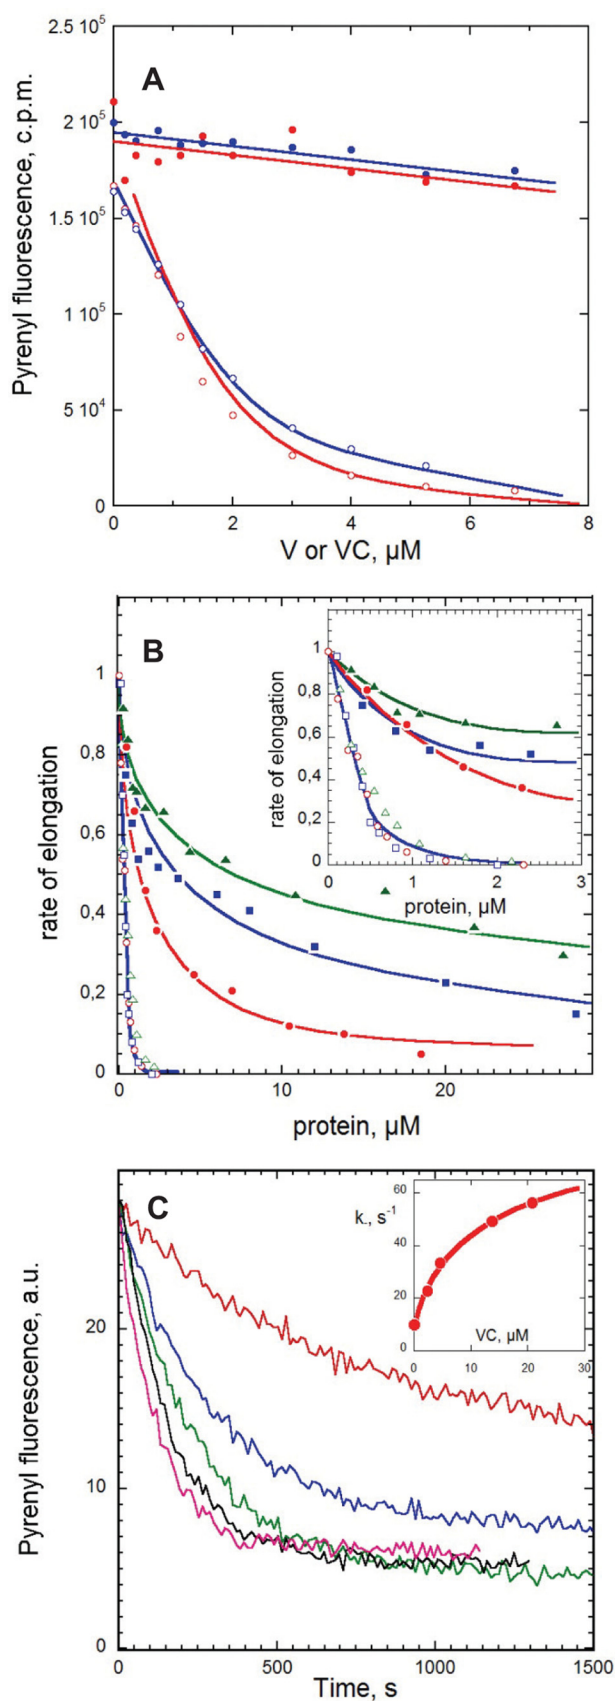 A
Pyrenyl fluorescence, c.p.m.
2.5 10⁵
2 10⁵
1.5 10⁵
1 10⁵
5 10⁴
0
0 2 4 6 8
V or VC, µM
B
rate of elongation
1
0.8
0.6
0.4
0,2
0
0 10 20
protein, µM
rate of elongation
1
0.8
0.6
0.4
0.2
0
0 1 2 3
protein, µM
C
Pyrenyl fluorescence, a.u.
20
10
0
0 500 1000 1500
Time, s
k-, s⁻¹
60
40
20
0
0 10 20 30
VC, µM